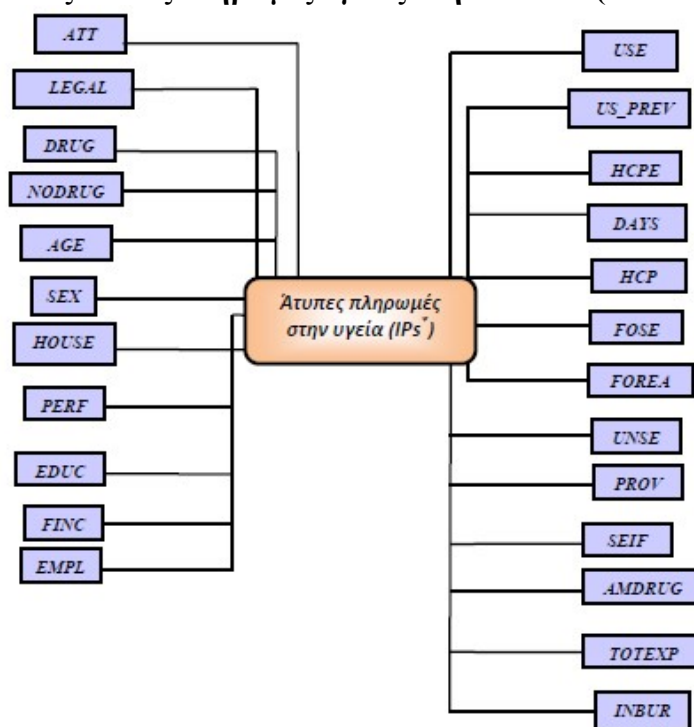 ATT
LEGAL
DRUG
NODRUG
AGE
SEX
HOUSE
PERF
EDUC
FINC
EMPL
Άτυπες πληρωμές
στην υγεία (IPs*)
USE
US_PREV
HCPE
DAYS
HCP
FOSE
FOREA
UNSE
PROV
SEIF
AMDRUG
TOTEXP
INBUR